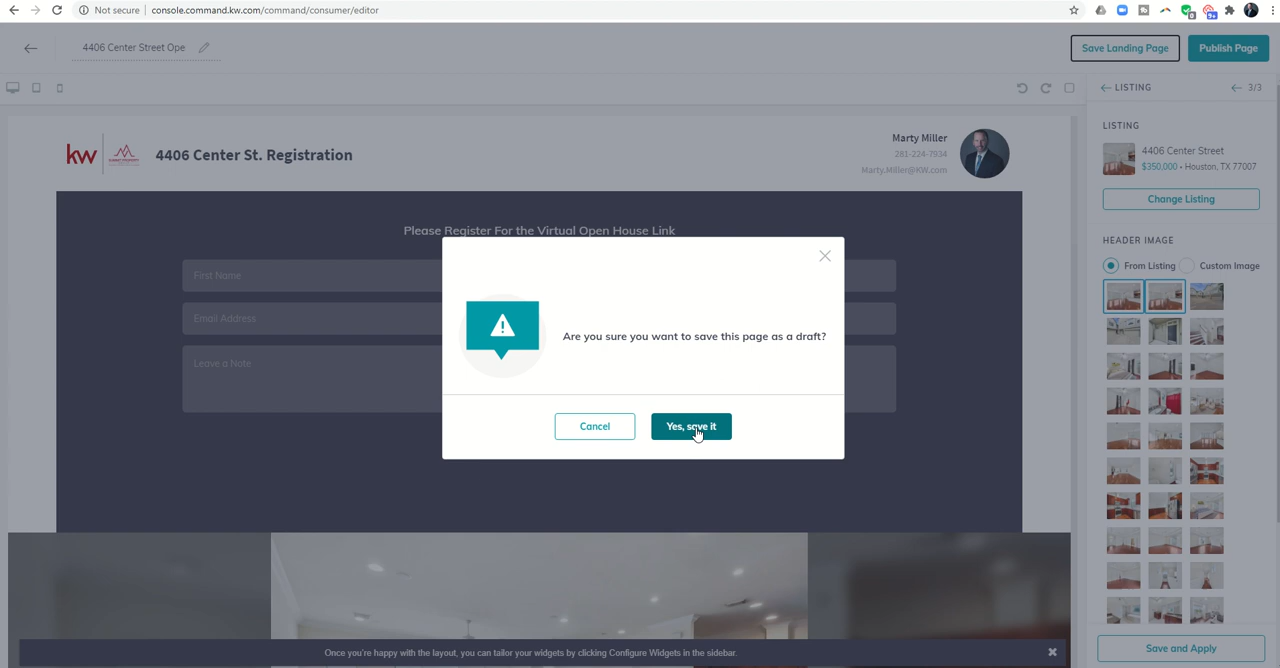 Not secure | console.command.kw.com/command/consumer/editor
4406 Center Street Ope
Save Landing Page
Publish Page
LISTING
3/3
kw
4406 Center St. Registration
Marty Miller
281-224-7934
Marty.Miller@KW.com
LISTING
4406 Center Street
$350,000 • Houston, TX 77007
Change Listing
Please Register For the Virtual Open House Link
First Name
Email Address
Leave a Note
HEADER IMAGE
From Listing
Custom Image
Are you sure you want to save this page as a draft?
Cancel
Yes, save it
Once you're happy with the layout, you can tailor your widgets by clicking Configure Widgets in the sidebar.
Save and Apply